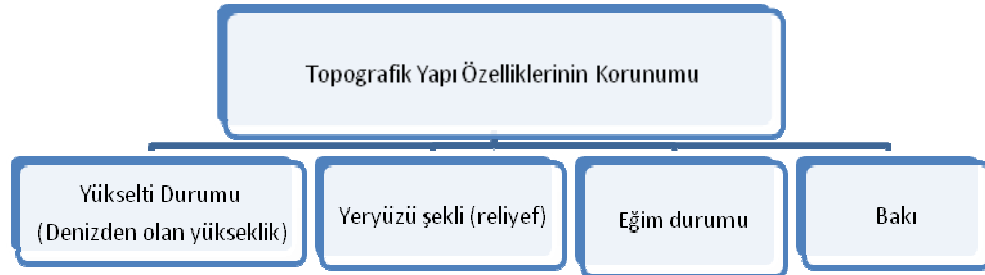 Topografik Yapı Özelliklerinin Korunumu
Yükselti Durumu
(Denizden olan yükseklik)
Yeryüzü şekli (reliyef)
Eğim durumu
Bakı